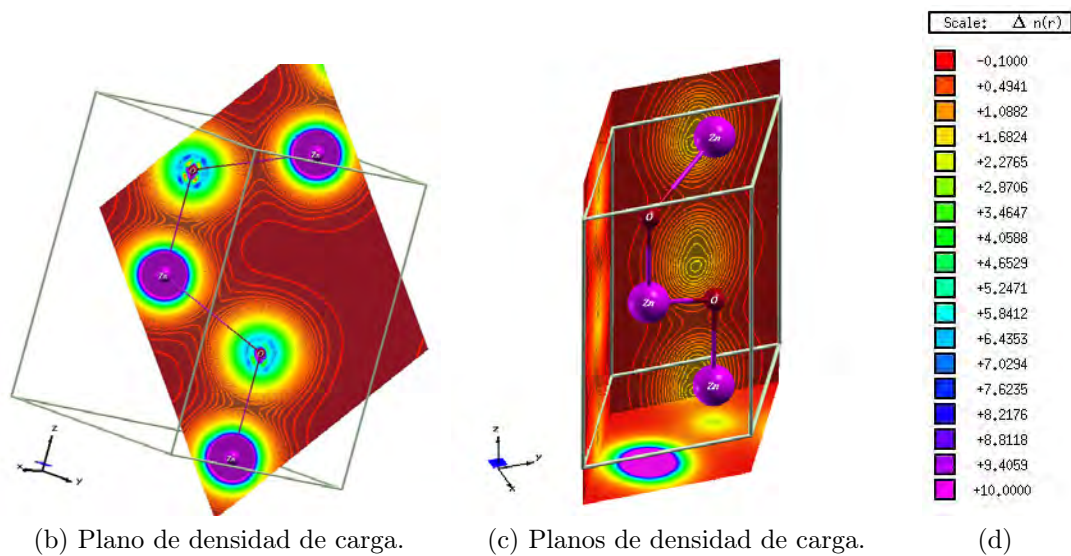 Scale: Δ n(r)
-0.1000
+0.4941
+1.0882
+1.6824
+2.2765
+2.8706
+3.4647
+4.0588
+4.6529
+5.2471
+5.8412
+6.4353
+7.0294
+7.6235
+8.2176
+8.8118
+9.4059
+10.0000
Zn
O
Zn
O
Zn
z
x
y
Zn
O
Zn
O
Zn
z
y
x
(b) Plano de densidad de carga.
(c) Planos de densidad de carga.
(d)